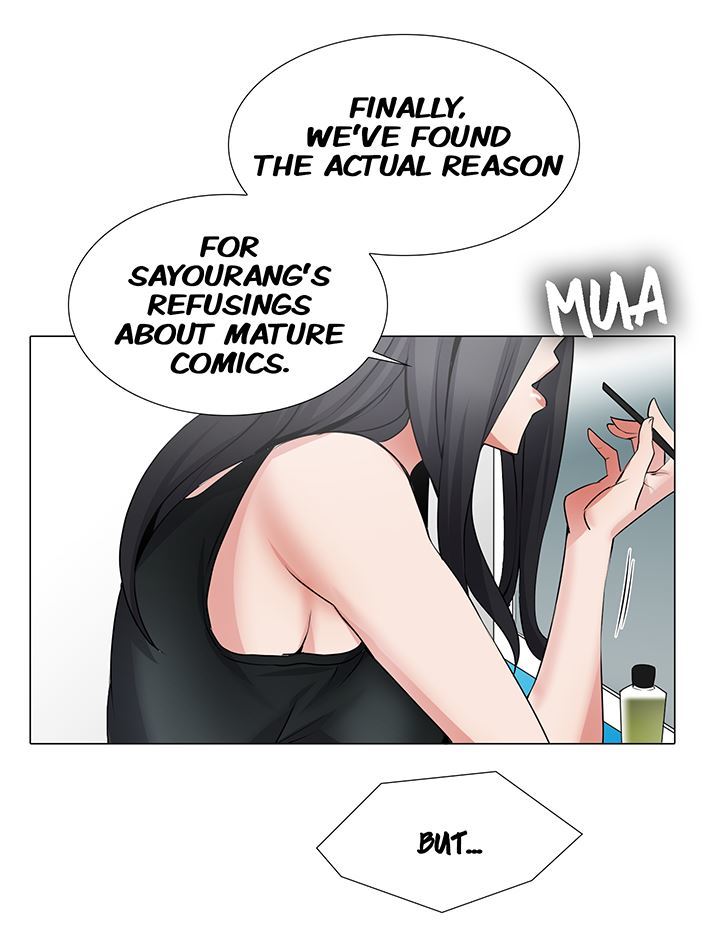 FINALLY,
WE'VE FOUND
THE ACTUAL REASON
FOR
SAYOURANG'S
REFUSINGS
ABOUT MATURE
COMICS.
MUA
BUT...